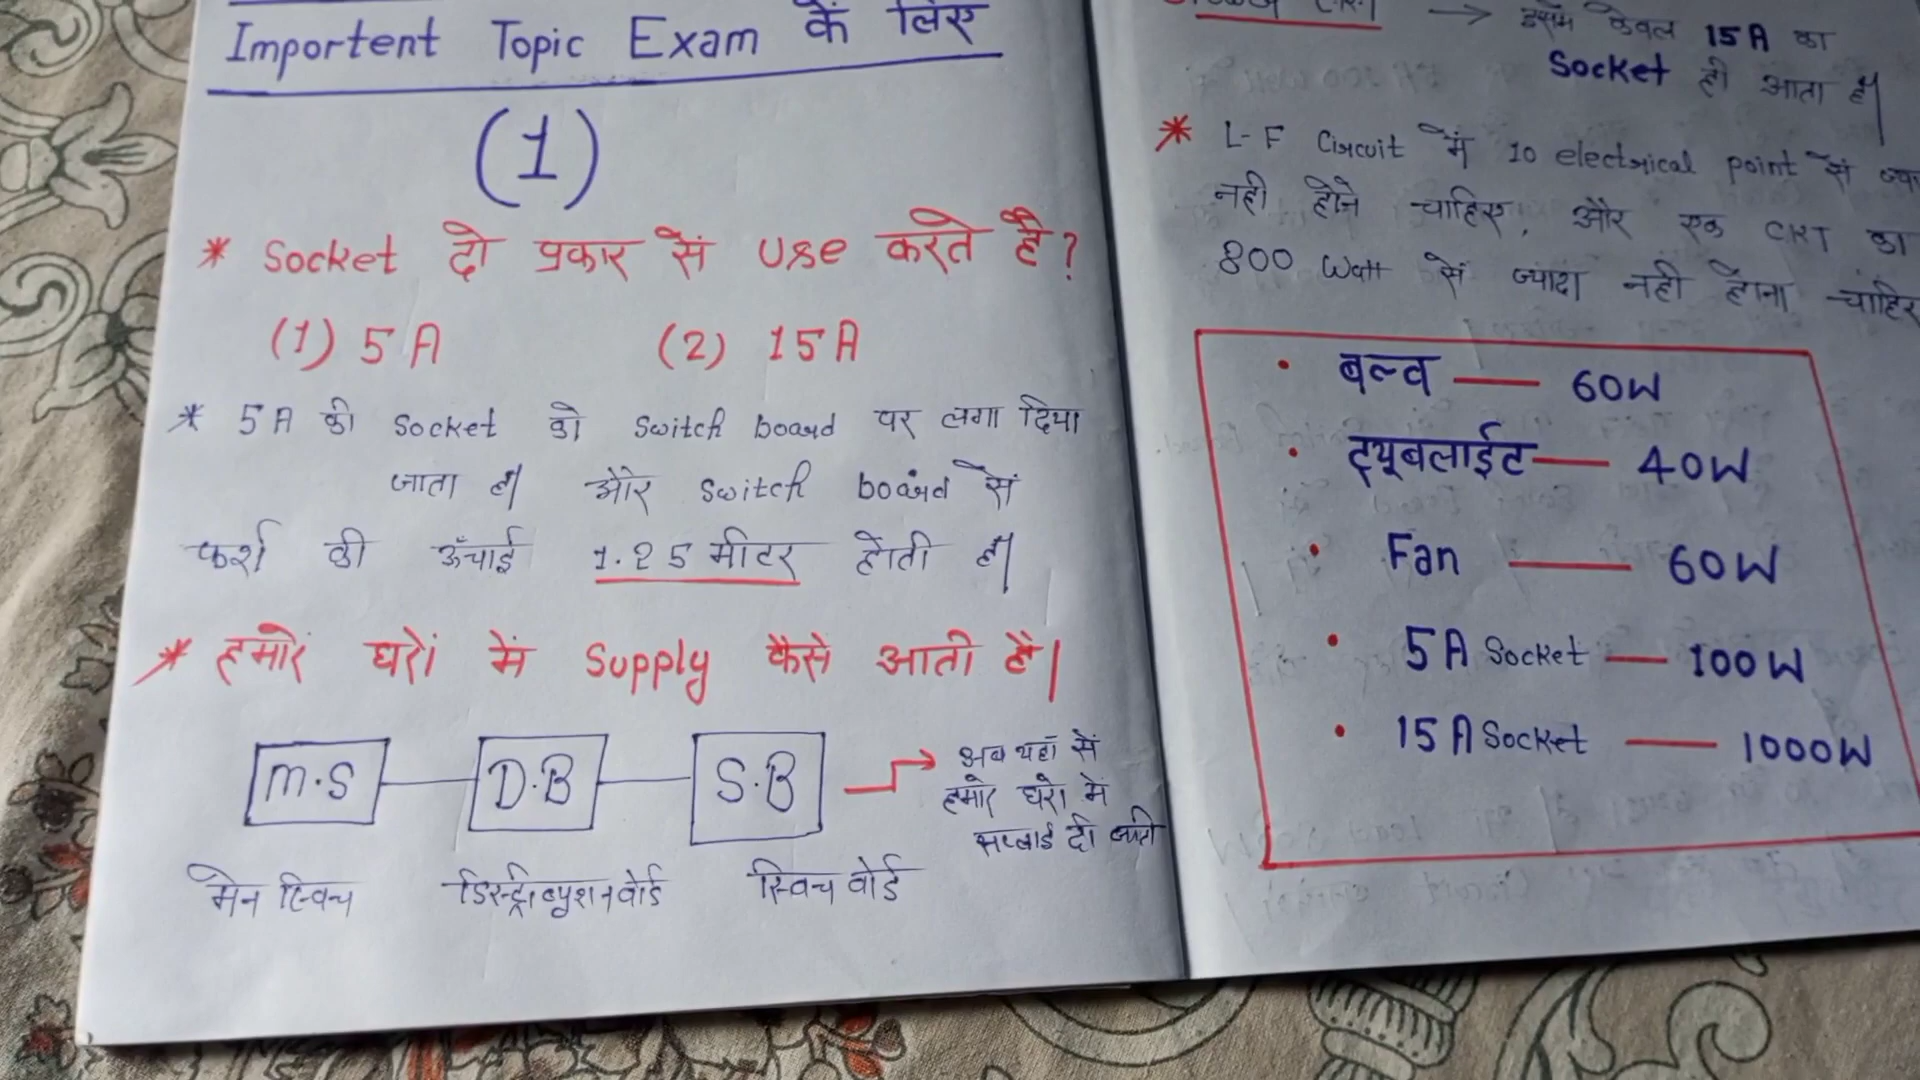 Importent Topic Exam के लिए
(1)
* Socket दो प्रकार सें Use करते है ?
(1) 5 A (2) 15 A
* 5 A की Socket को Switch board पर लगा दिया
जाता है। और Switch board सें
फर्श की ऊँचाई 1.25 मीटर होती है।
* हमारे घरों में Supply कैसे आती है।
M.S D.B S.B
अब यहाँ सें
हमारे घरो में
सप्लाई दी जाती
मेन स्विच डिस्ट्रीब्यूशन बोर्ड स्विच बोर्ड
→ इसमें केवल 15 A का
Socket ही आता है।
* L-F Circuit में 10 electrical point सें
नही होने चाहिए, और एक CKT का
800 Watt सें ज्यादा नही होना चाहिए
• बल्व — 60W
• ट्यूबलाईट — 40W
• Fan — 60W
• 5 A Socket — 100W
• 15 A Socket — 1000W